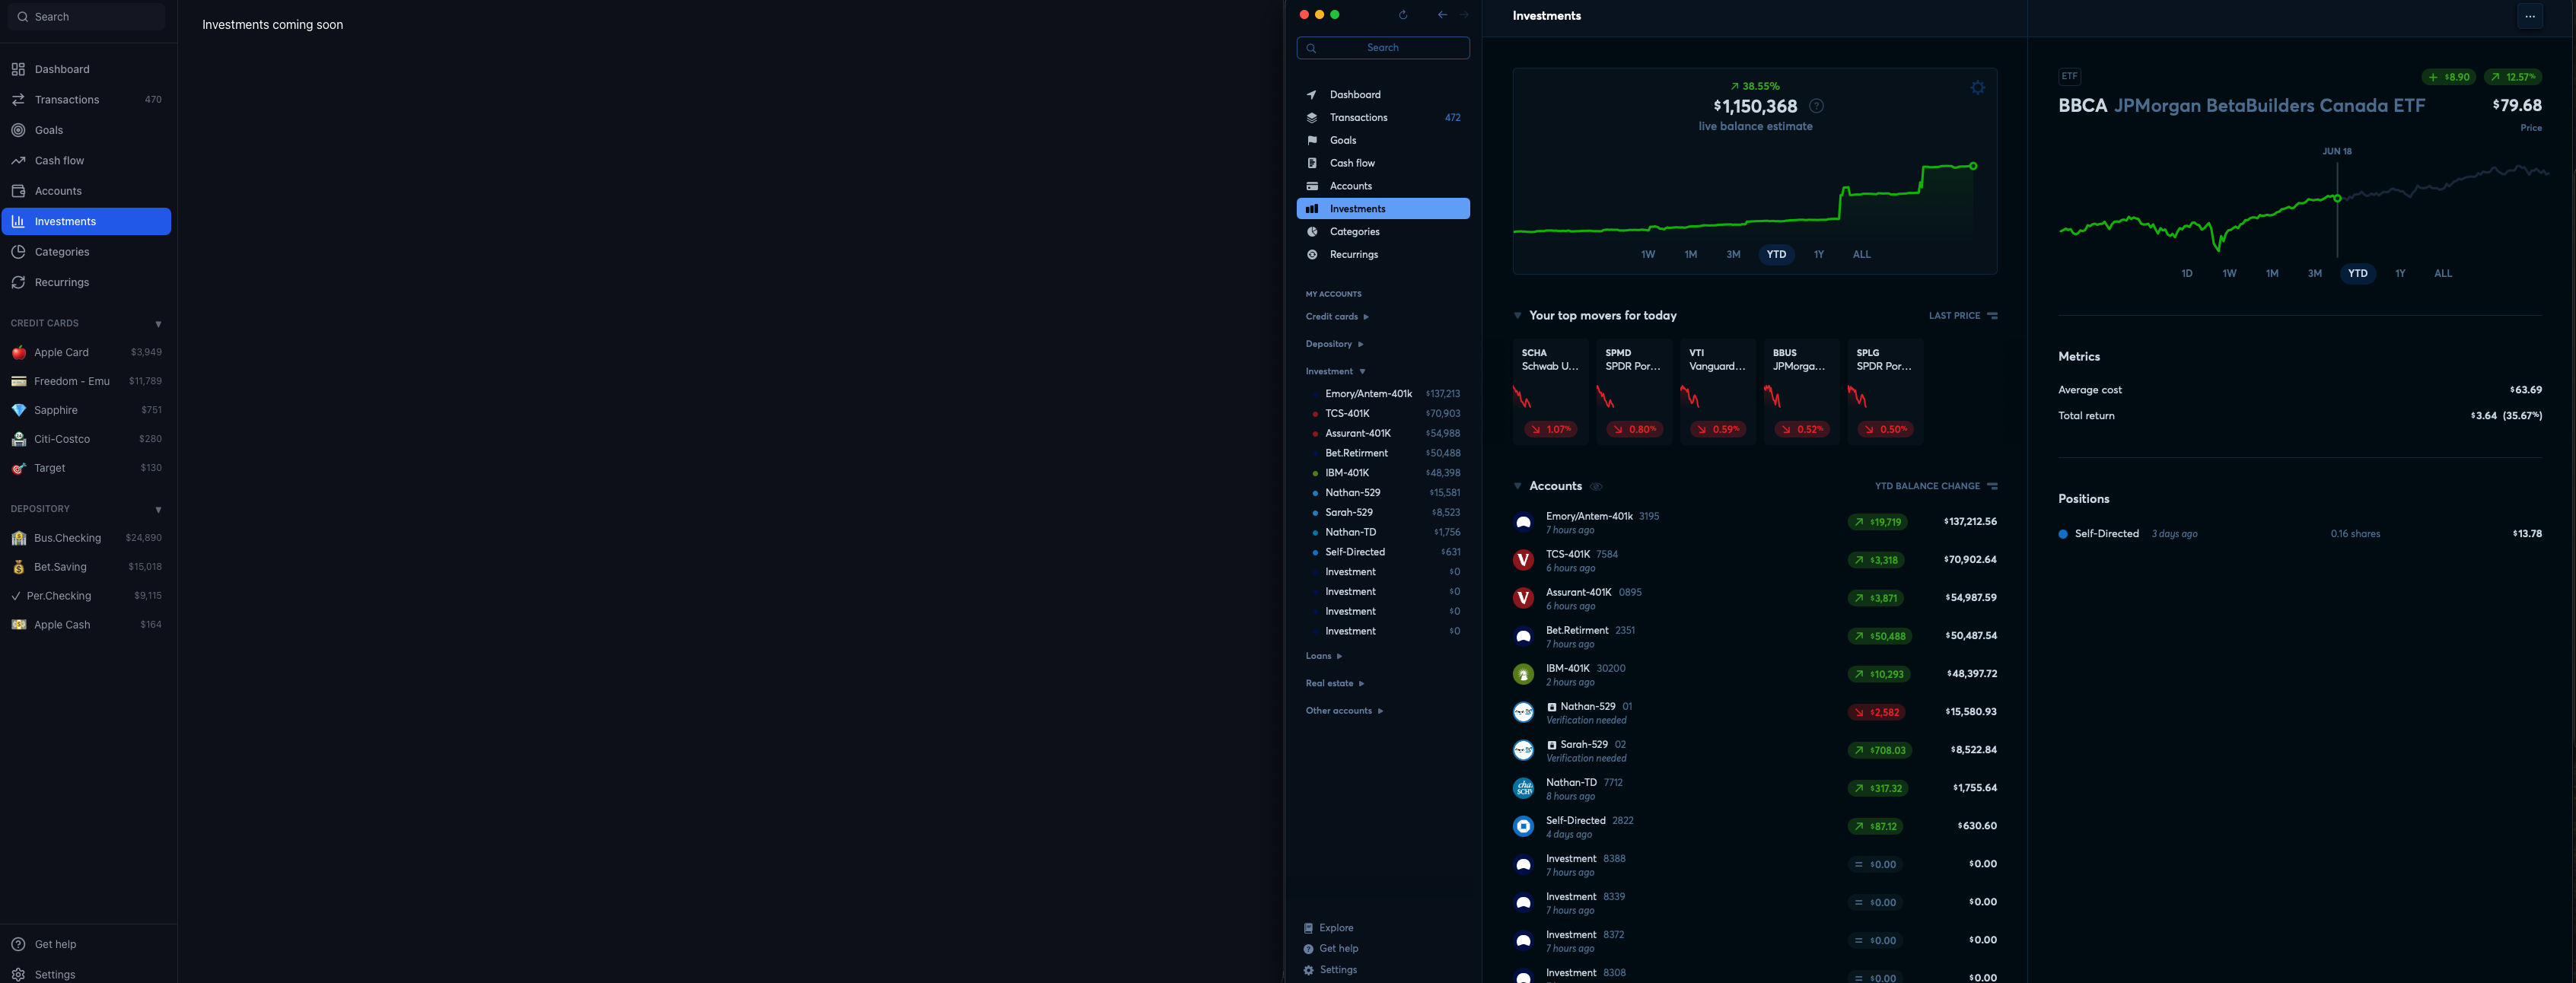 Search
Dashboard
Transactions 470
Goals
Cash flow
Accounts
Investments
Categories
Recurrings
CREDIT CARDS ▼
Apple Card $3,949
Freedom - Emu $11,789
Sapphire $751
Citi-Costco $280
Target $130
DEPOSITORY ▼
Bus.Checking $24,890
Bet.Saving $15,018
Per.Checking $9,115
Apple Cash $164
Get help
Settings
Investments coming soon
Search
Dashboard
Transactions 472
Goals
Cash flow
Accounts
Investments
Categories
Recurrings
MY ACCOUNTS
Credit cards
Depository
Investment
Emory/Antem-401k $137,213
TCS-401K $70,903
Assurant-401K $54,988
Bet.Retirment $50,488
IBM-401K $48,398
Nathan-529 $15,581
Sarah-529 $8,523
Nathan-TD $1,756
Self-Directed $631
Investment $0
Investment $0
Investment $0
Investment $0
Loans
Real estate
Other accounts
Explore
Get help
Settings
Investments
38.55%
$1,150,368
live balance estimate
1W 1M 3M YTD 1Y ALL
Your top movers for today LAST PRICE
SCHA
Schwab U...
1.07%
SPMD
SPDR Por...
0.80%
VTI
Vanguard...
0.59%
BBUS
JPMorga...
0.52%
SPLG
SPDR Por...
0.50%
Accounts YTD BALANCE CHANGE
Emory/Antem-401k 3195 $19,719 $137,212.56
7 hours ago
TCS-401K 7584 $3,318 $70,902.64
6 hours ago
Assurant-401K 0895 $3,871 $54,987.59
6 hours ago
Bet.Retirment 2351 $50,488 $50,487.54
7 hours ago
IBM-401K 30200 $10,293 $48,397.72
2 hours ago
Nathan-529 01 $2,582 $15,580.93
Verification needed
Sarah-529 02 $708.03 $8,522.84
Verification needed
Nathan-TD 7712 $317.32 $1,755.64
8 hours ago
Self-Directed 2822 $87.12 $630.60
4 days ago
Investment 8388 = $0.00 $0.00
7 hours ago
Investment 8339 = $0.00 $0.00
7 hours ago
Investment 8372 = $0.00 $0.00
7 hours ago
Investment 8308 = $0.00 $0.00
...
ETF + $8.90 12.57%
BBCA JPMorgan BetaBuilders Canada ETF $79.68
Price
JUN 18
1D 1W 1M 3M YTD 1Y ALL
Metrics
Average cost $63.69
Total return $3.64 (35.67%)
Positions
Self-Directed 3 days ago 0.16 shares $13.78